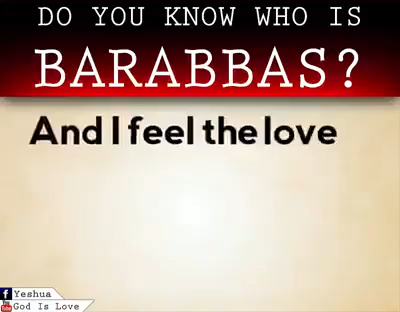 DO YOU KNOW WHO IS
BARABBAS?
And I feel the love
Yeshua
God Is Love